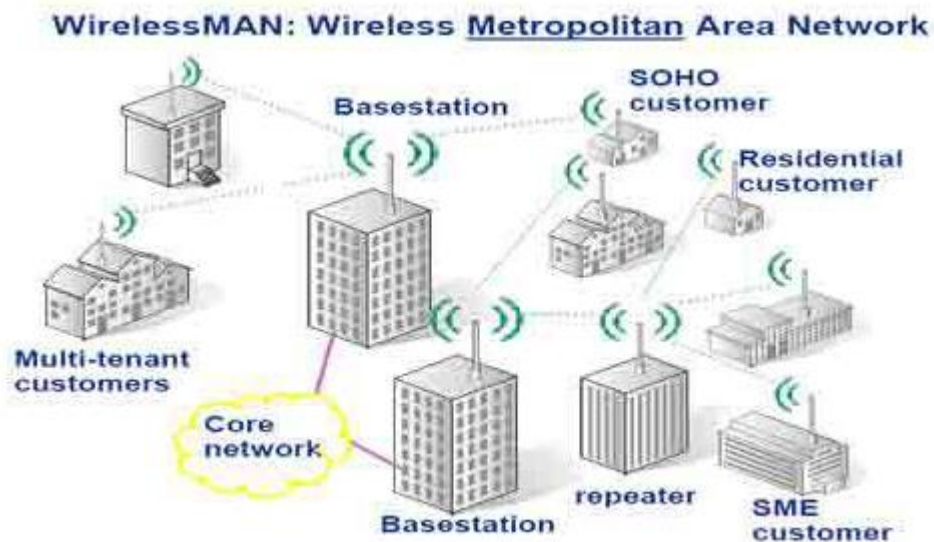 WirelessMAN: Wireless Metropolitan Area Network
SOHO
customer
Basestation
Residential
customer
Multi-tenant
customers
Core
network
repeater
SME
customer
Basestation